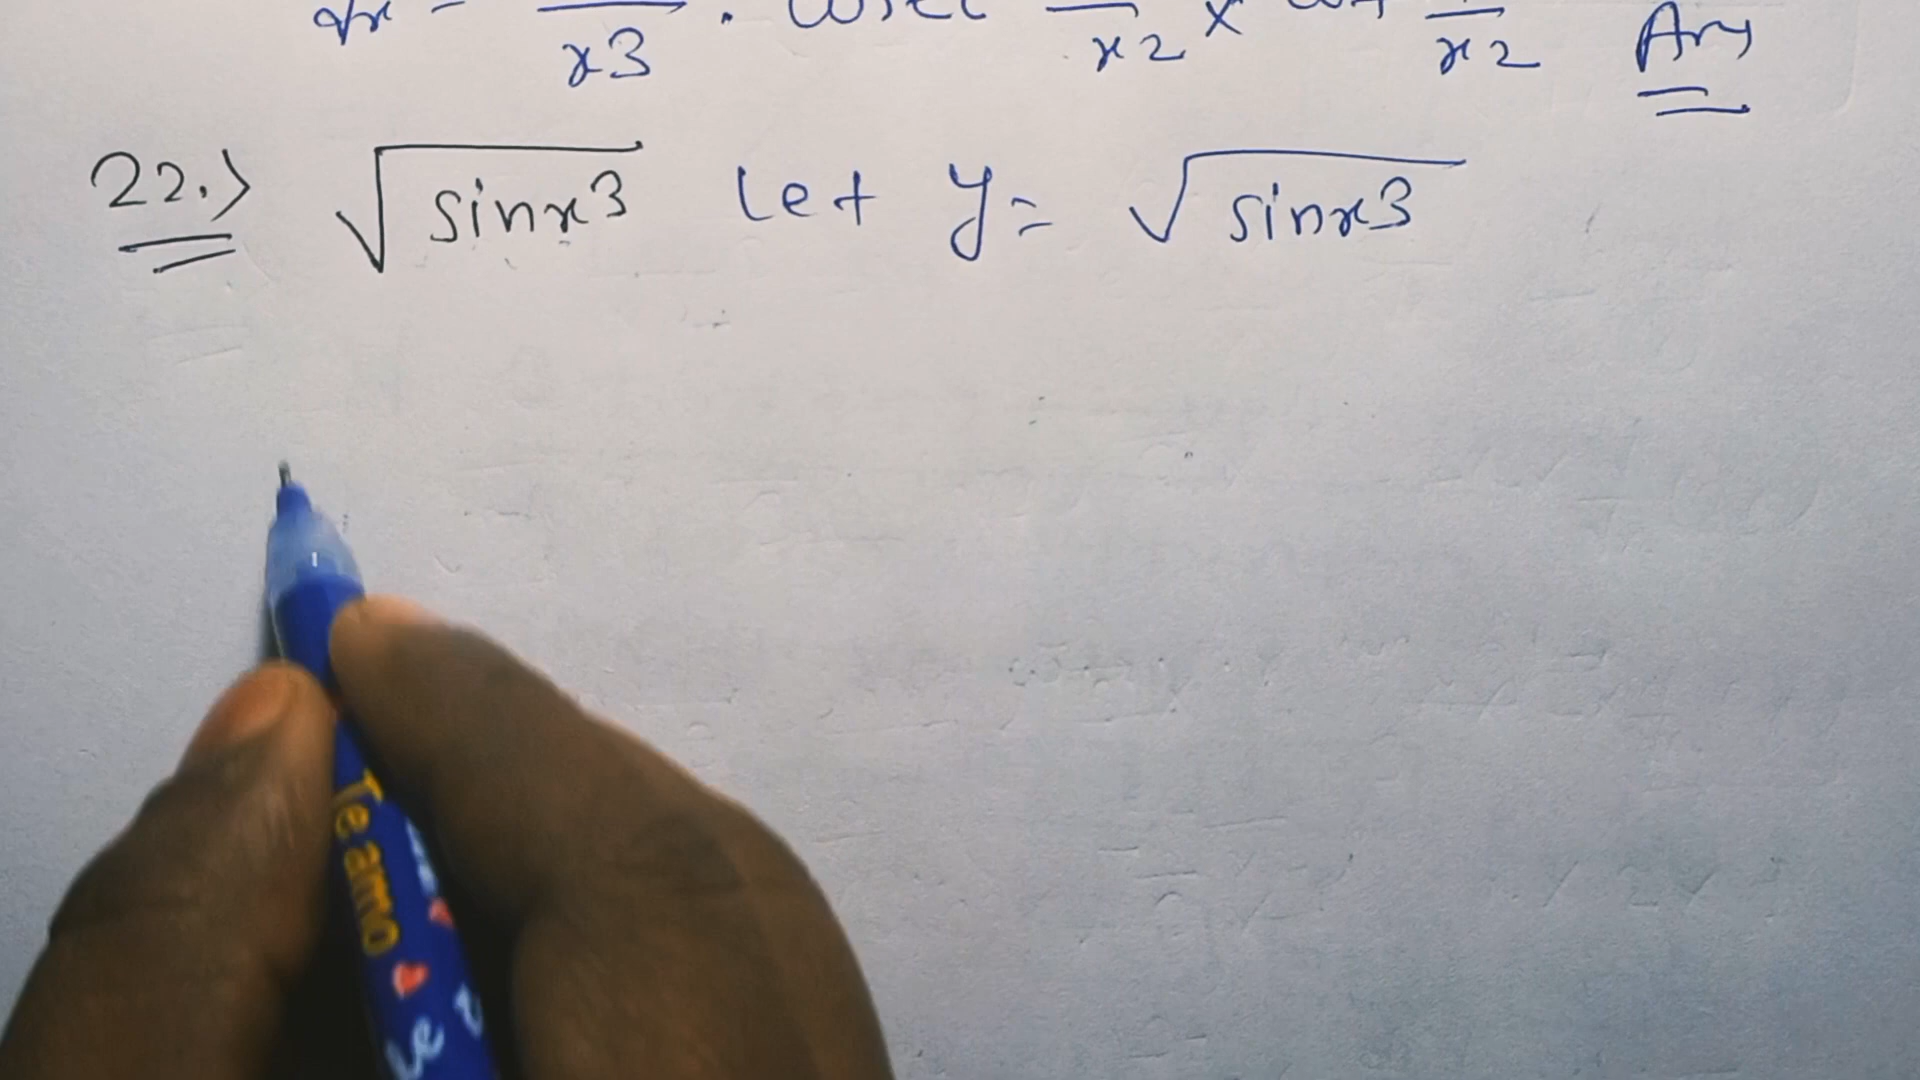 x3 x2 x x2 Ans
22.) √sinx3 let y= √sinx3
Te amo